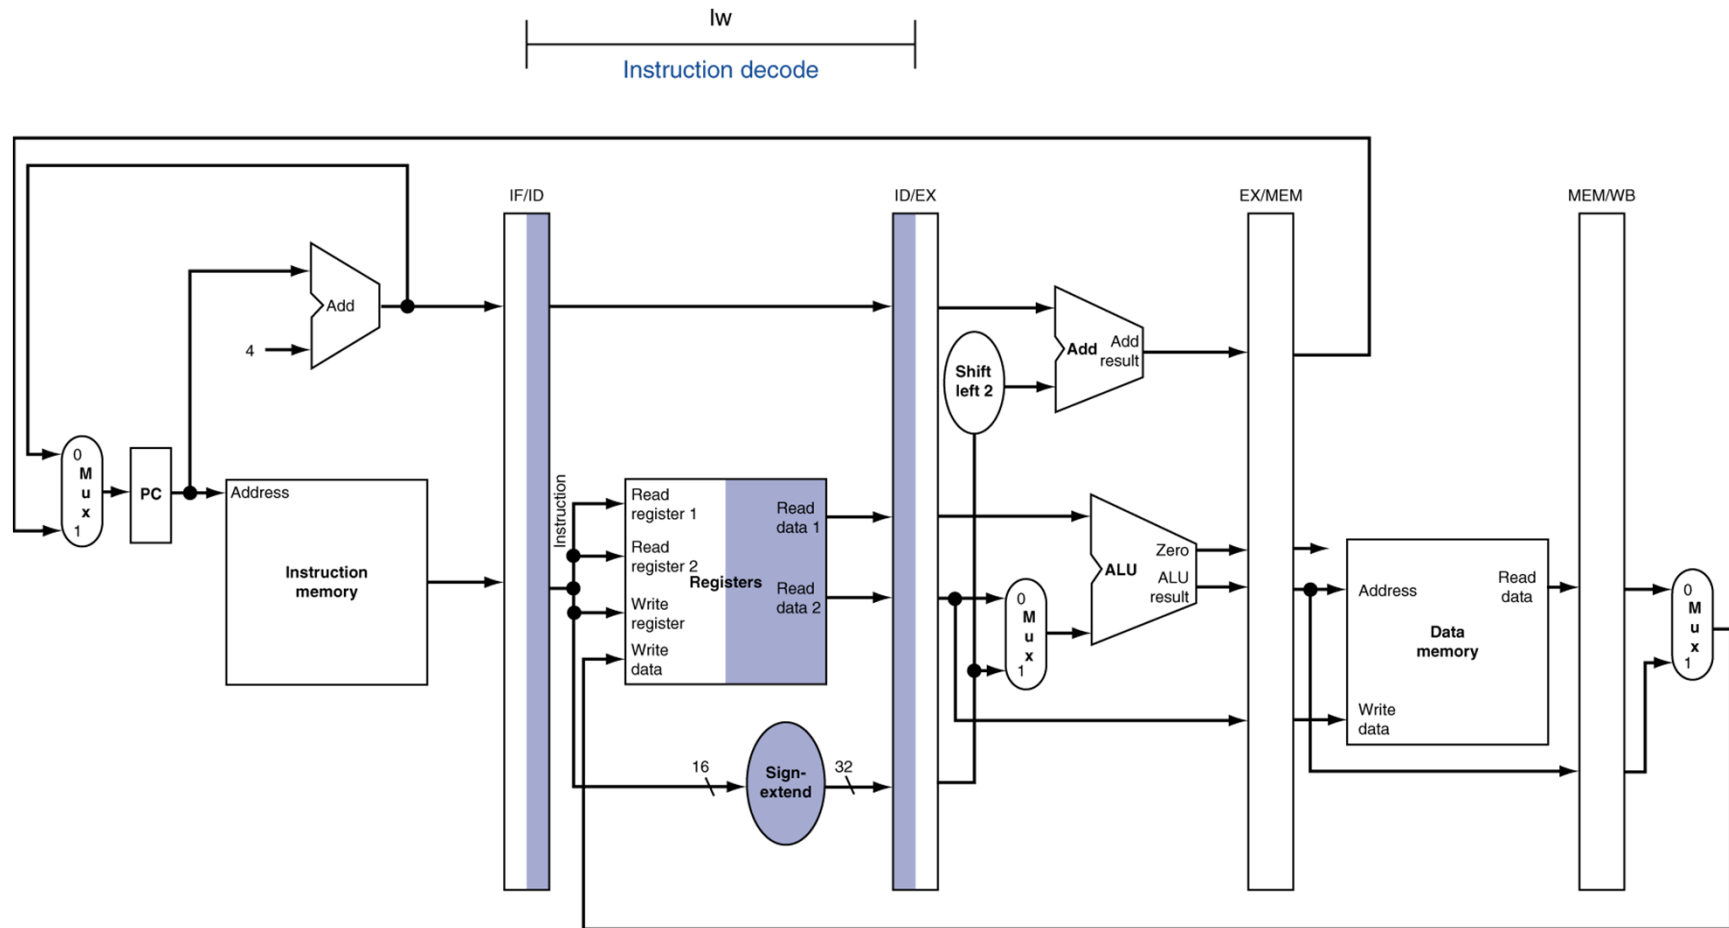 lw
Instruction decode
IF/ID
ID/EX
EX/MEM
MEM/WB
Add
4
Add
Add
result
Shift
left 2
0
M
u
x
1
PC
Address
Instruction
memory
Instruction
Read
register 1
Read
register 2
Write
register
Write
data
Registers
Read
data 1
Read
data 2
16
Sign-
extend
32
0
M
u
x
1
Zero
ALU
ALU
result
Address
Read
data
Data
memory
Write
data
0
M
u
x
1